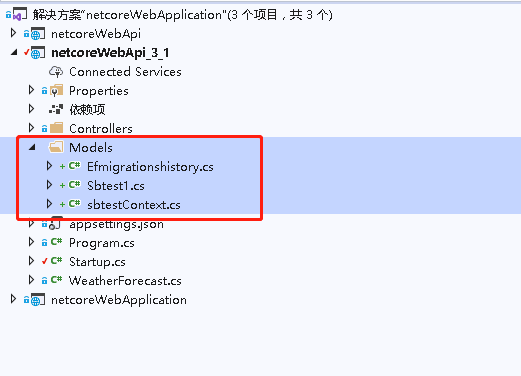 解决方案"netcoreWebApplication"(3 个项目，共 3 个)
netcoreWebApi
netcoreWebApi_3_1
Connected Services
Properties
依赖项
Controllers
Models
+ C# Efmigrationshistory.cs
+ C# Sbtest1.cs
+ C# sbtestContext.cs
appsettings.json
C# Program.cs
C# Startup.cs
C# WeatherForecast.cs
netcoreWebApplication